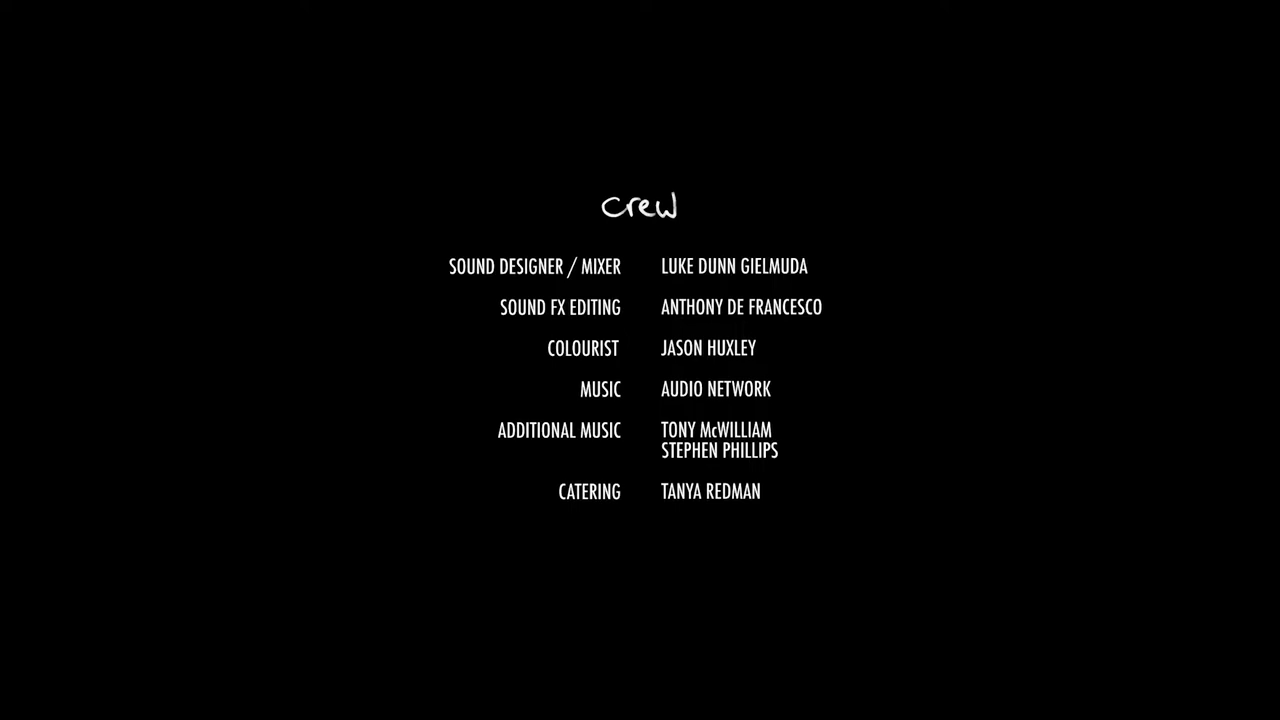 crew
SOUND DESIGNER / MIXER LUKE DUNN GIELMUDA
SOUND FX EDITING ANTHONY DE FRANCESCO
COLOURIST JASON HUXLEY
MUSIC AUDIO NETWORK
ADDITIONAL MUSIC TONY McWILLIAM
STEPHEN PHILLIPS
CATERING TANYA REDMAN